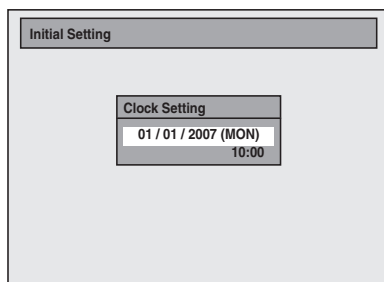 Initial Setting
Clock Setting
01 / 01 / 2007 (MON)
10:00